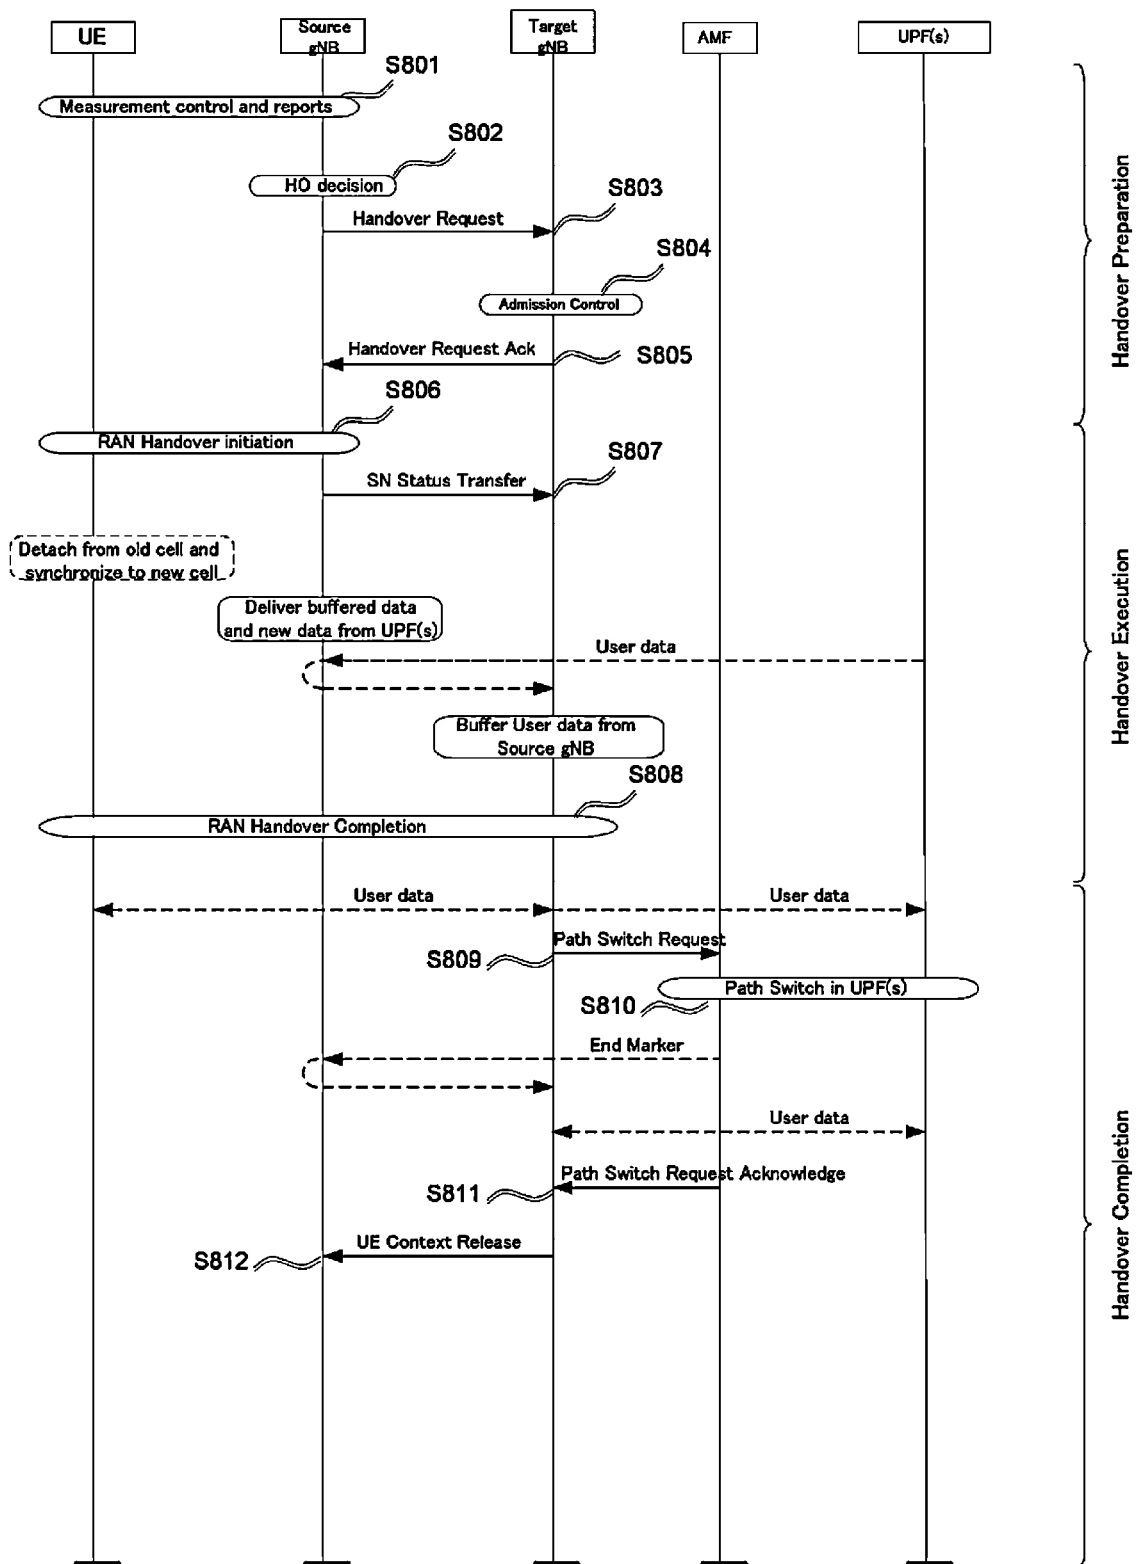 UE
Source
gNB
Target
gNB
AMF
UPF(s)
S801
Measurement control and reports
S802
HO decision
S803
Handover Request
S804
Admission Control
Handover Request Ack
S805
Handover Preparation
S806
RAN Handover initiation
S807
SN Status Transfer
Detach from old cell and
synchronize to new cell
Deliver buffered data
and new data from UPF(s)
User data
Buffer User data from
Source gNB
S808
RAN Handover Completion
Handover Execution
User data
User data
Path Switch Request
S809
Path Switch in UPF(s)
S810
End Marker
User data
Path Switch Request Acknowledge
S811
UE Context Release
S812
Handover Completion